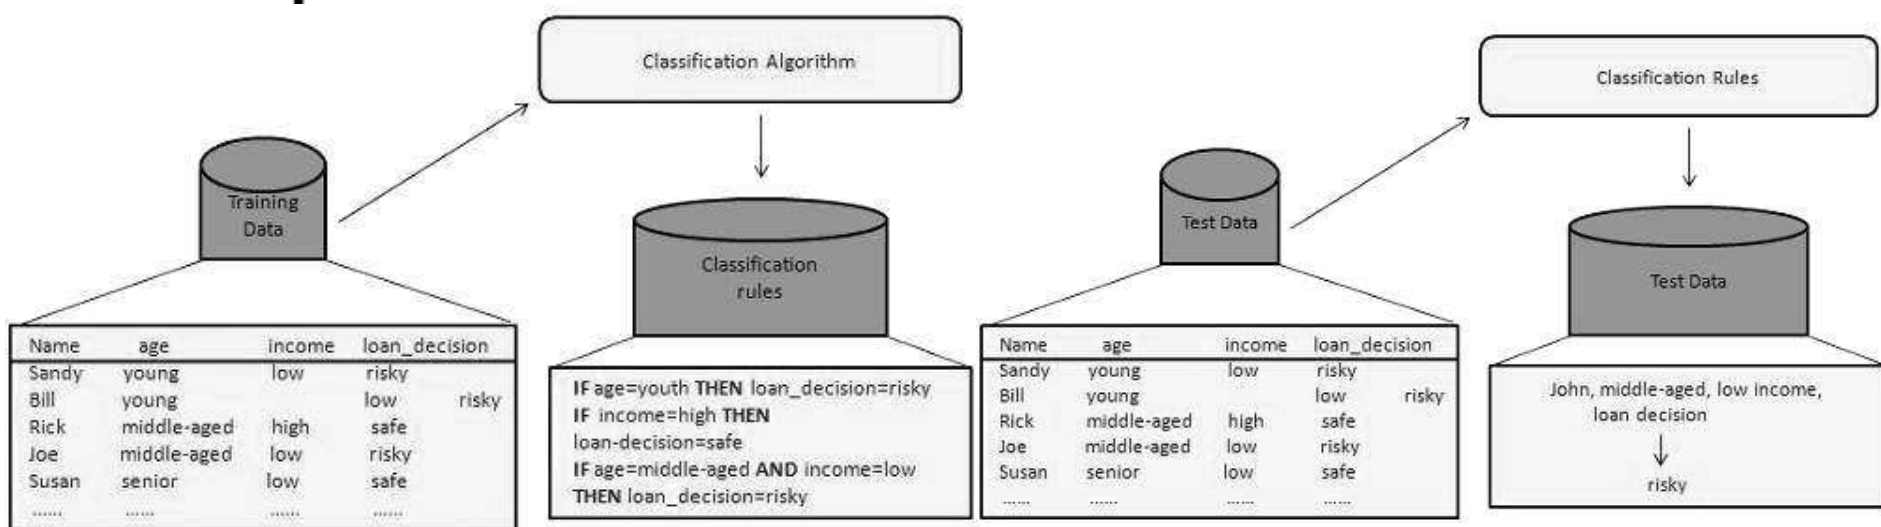 Classification Algorithm
Training
Data
Name age income loan_decision
Sandy young low risky
Bill young low risky
Rick middle-aged high safe
Joe middle-aged low risky
Susan senior low safe
...... ...... ...... ......
Classification
rules
IF age=youth THEN loan_decision=risky
IF income=high THEN
loan-decision=safe
IF age=middle-aged AND income=low
THEN loan_decision=risky
Classification Rules
Test Data
Name age income loan_decision
Sandy young low risky
Bill young low risky
Rick middle-aged high safe
Joe middle-aged low risky
Susan senior low safe
...... ...... ...... ......
Test Data
John, middle-aged, low income,
loan decision
risky